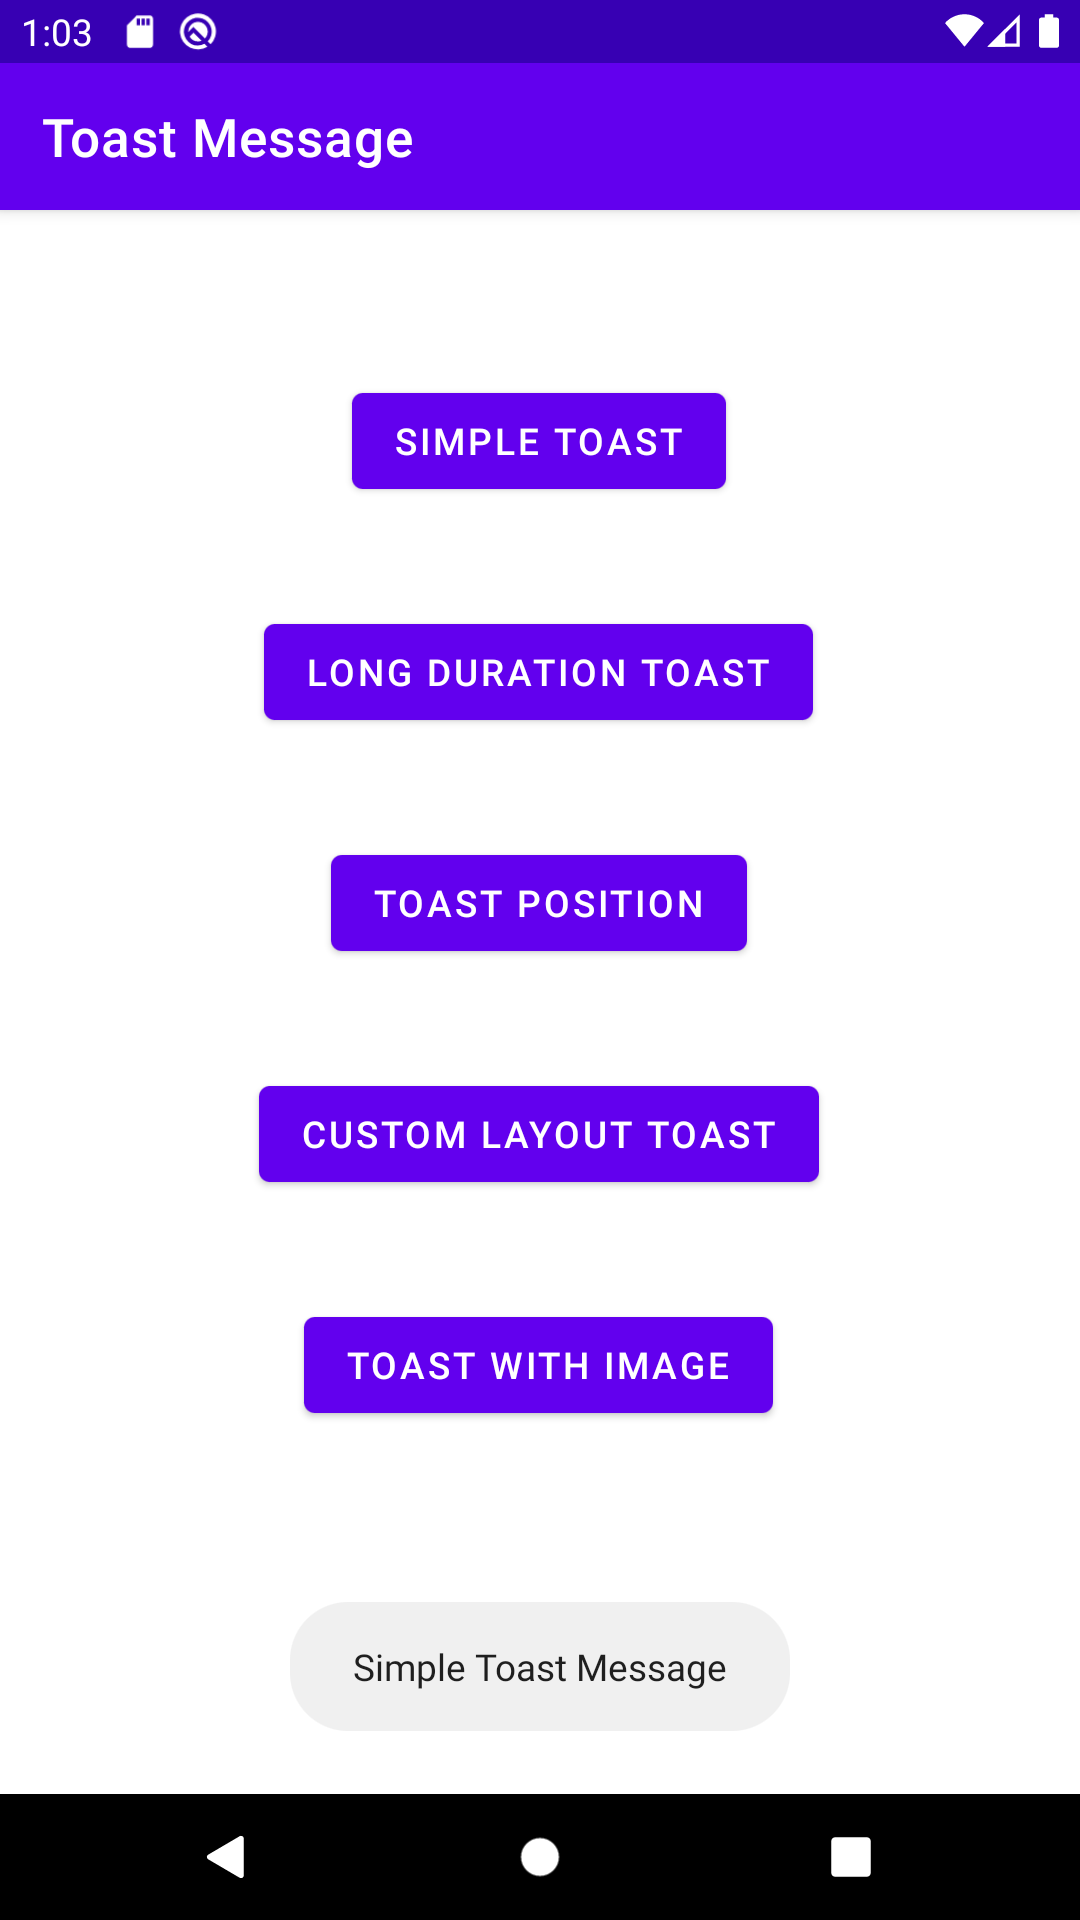 1:03
Toast Message
SIMPLE TOAST
LONG DURATION TOAST
TOAST POSITION
CUSTOM LAYOUT TOAST
TOAST WITH IMAGE
Simple Toast Message